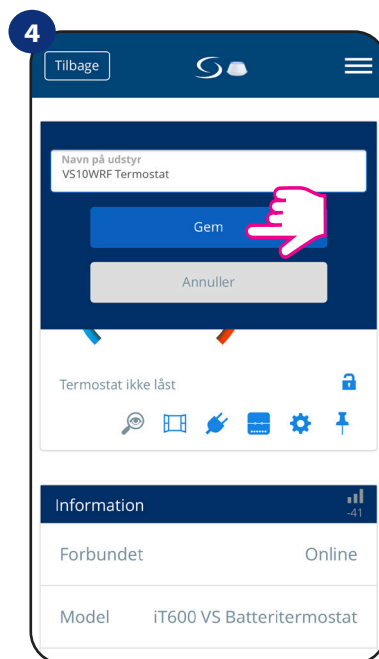 4
Tilbage
Navn på udstyr
VS10WRF Termostat
Gem
Annuller
Termostat ikke låst
Information
-41
Forbundet Online
Model iT600 VS Batteritermostat